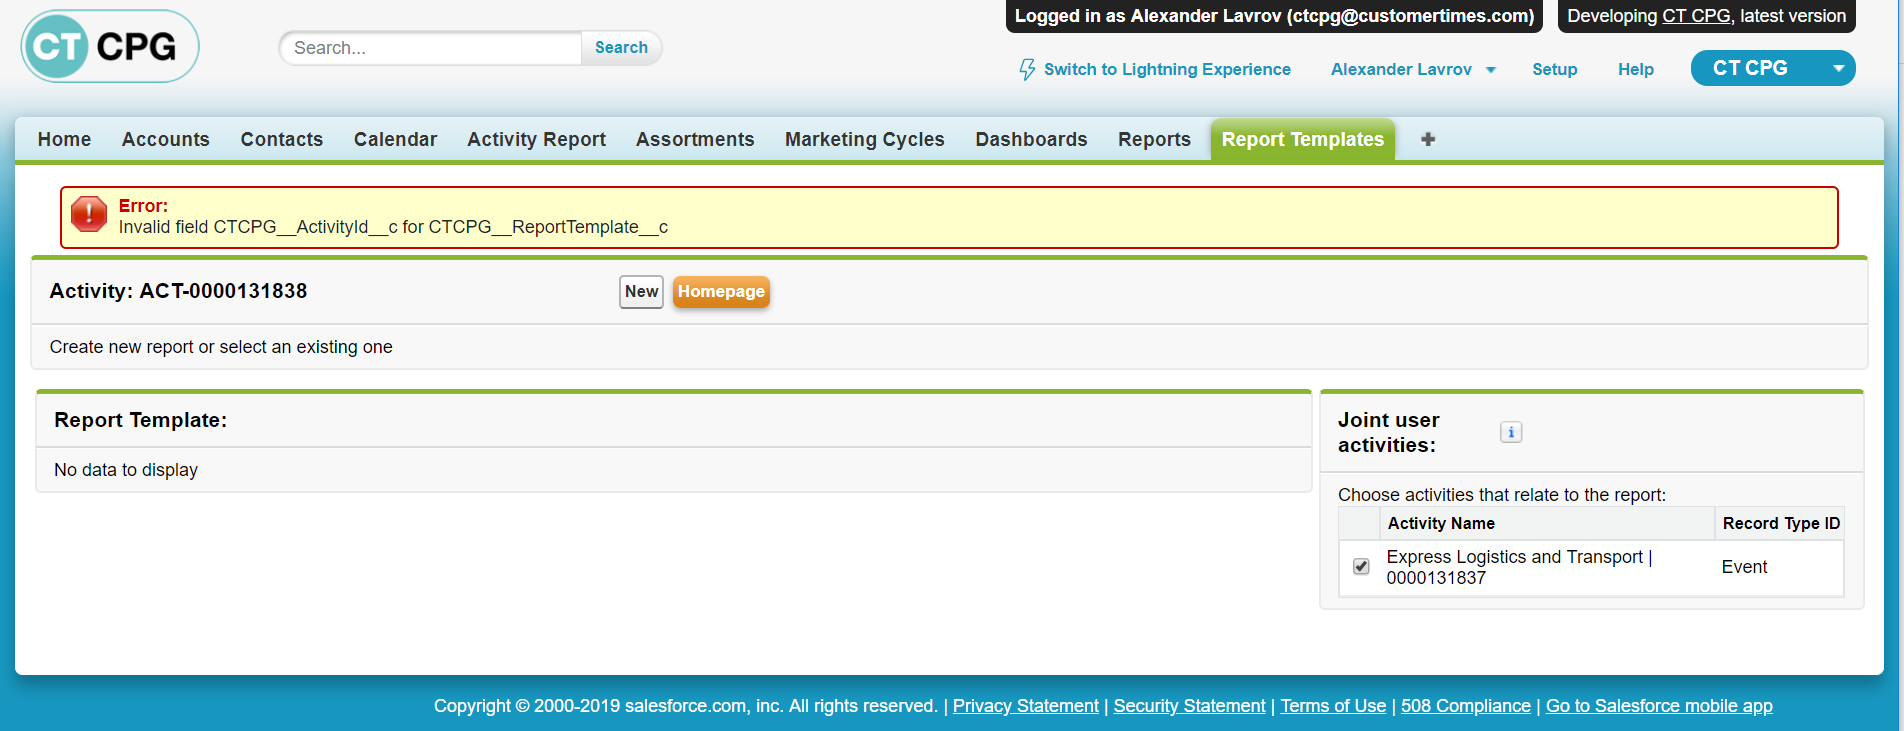 Logged in as Alexander Lavrov (ctcpg@customertimes.com)
Developing CT CPG, latest version
CT CPG
Search...
Search
Switch to Lightning Experience
Alexander Lavrov
Setup
Help
CT CPG
Home
Accounts
Contacts
Calendar
Activity Report
Assortments
Marketing Cycles
Dashboards
Reports
Report Templates
Error:
Invalid field CTCPG__ActivityId__c for CTCPG__ReportTemplate__c
Activity: ACT-0000131838
New
Homepage
Create new report or select an existing one
Report Template:
No data to display
Joint user
activities:
Choose activities that relate to the report:
Activity Name
Record Type ID
Express Logistics and Transport |
0000131837
Event
Copyright © 2000-2019 salesforce.com, inc. All rights reserved. | Privacy Statement | Security Statement | Terms of Use | 508 Compliance | Go to Salesforce mobile app